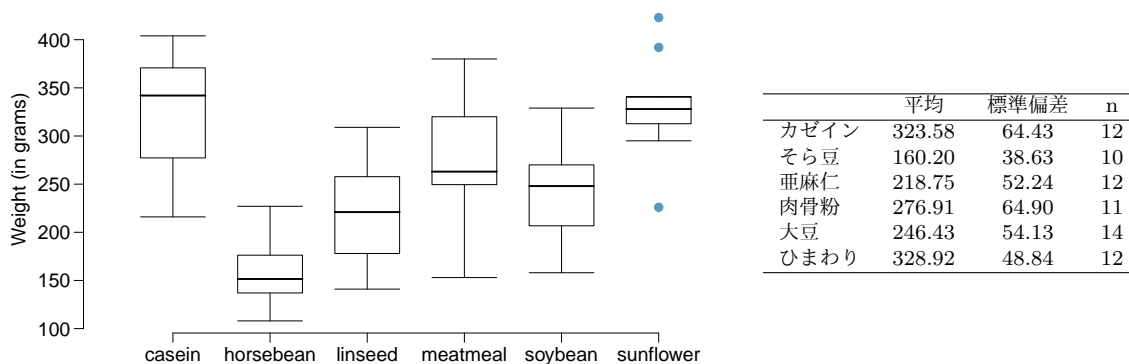 Weight (in grams)
400
350
300
250
200
150
100
casein horsebean linseed meatmeal soybean sunflower
平均 標準偏差 n
カゼイン 323.58 64.43 12
そら豆 160.20 38.63 10
亜麻仁 218.75 52.24 12
肉骨粉 276.91 64.90 11
大豆 246.43 54.13 14
ひまわり 328.92 48.84 12